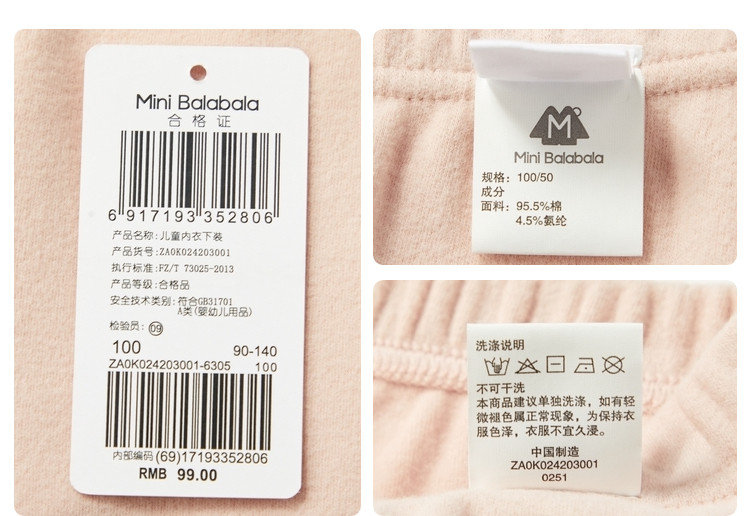 Mini Balabala
合格证
6 917193 352806
产品名称:儿童内衣下装
产品货号:ZA0K024203001
执行标准:FZ/T 73025-2013
产品等级:合格品
安全技术类别:符合GB31701
A类(婴幼儿用品)
检验员:09
100 90-140
ZA0K024203001-6305 100
内部编码(69)17193352806
RMB 99.00
M
Mini Balabala
规格：100/50
成分
面料：95.5%棉
4.5%氨纶
洗涤说明
不可干洗
本商品建议单独洗涤，如有轻
微褪色属正常现象，为保持衣
服色泽，衣服不宜久浸。
中国制造
ZA0K024203001
0251